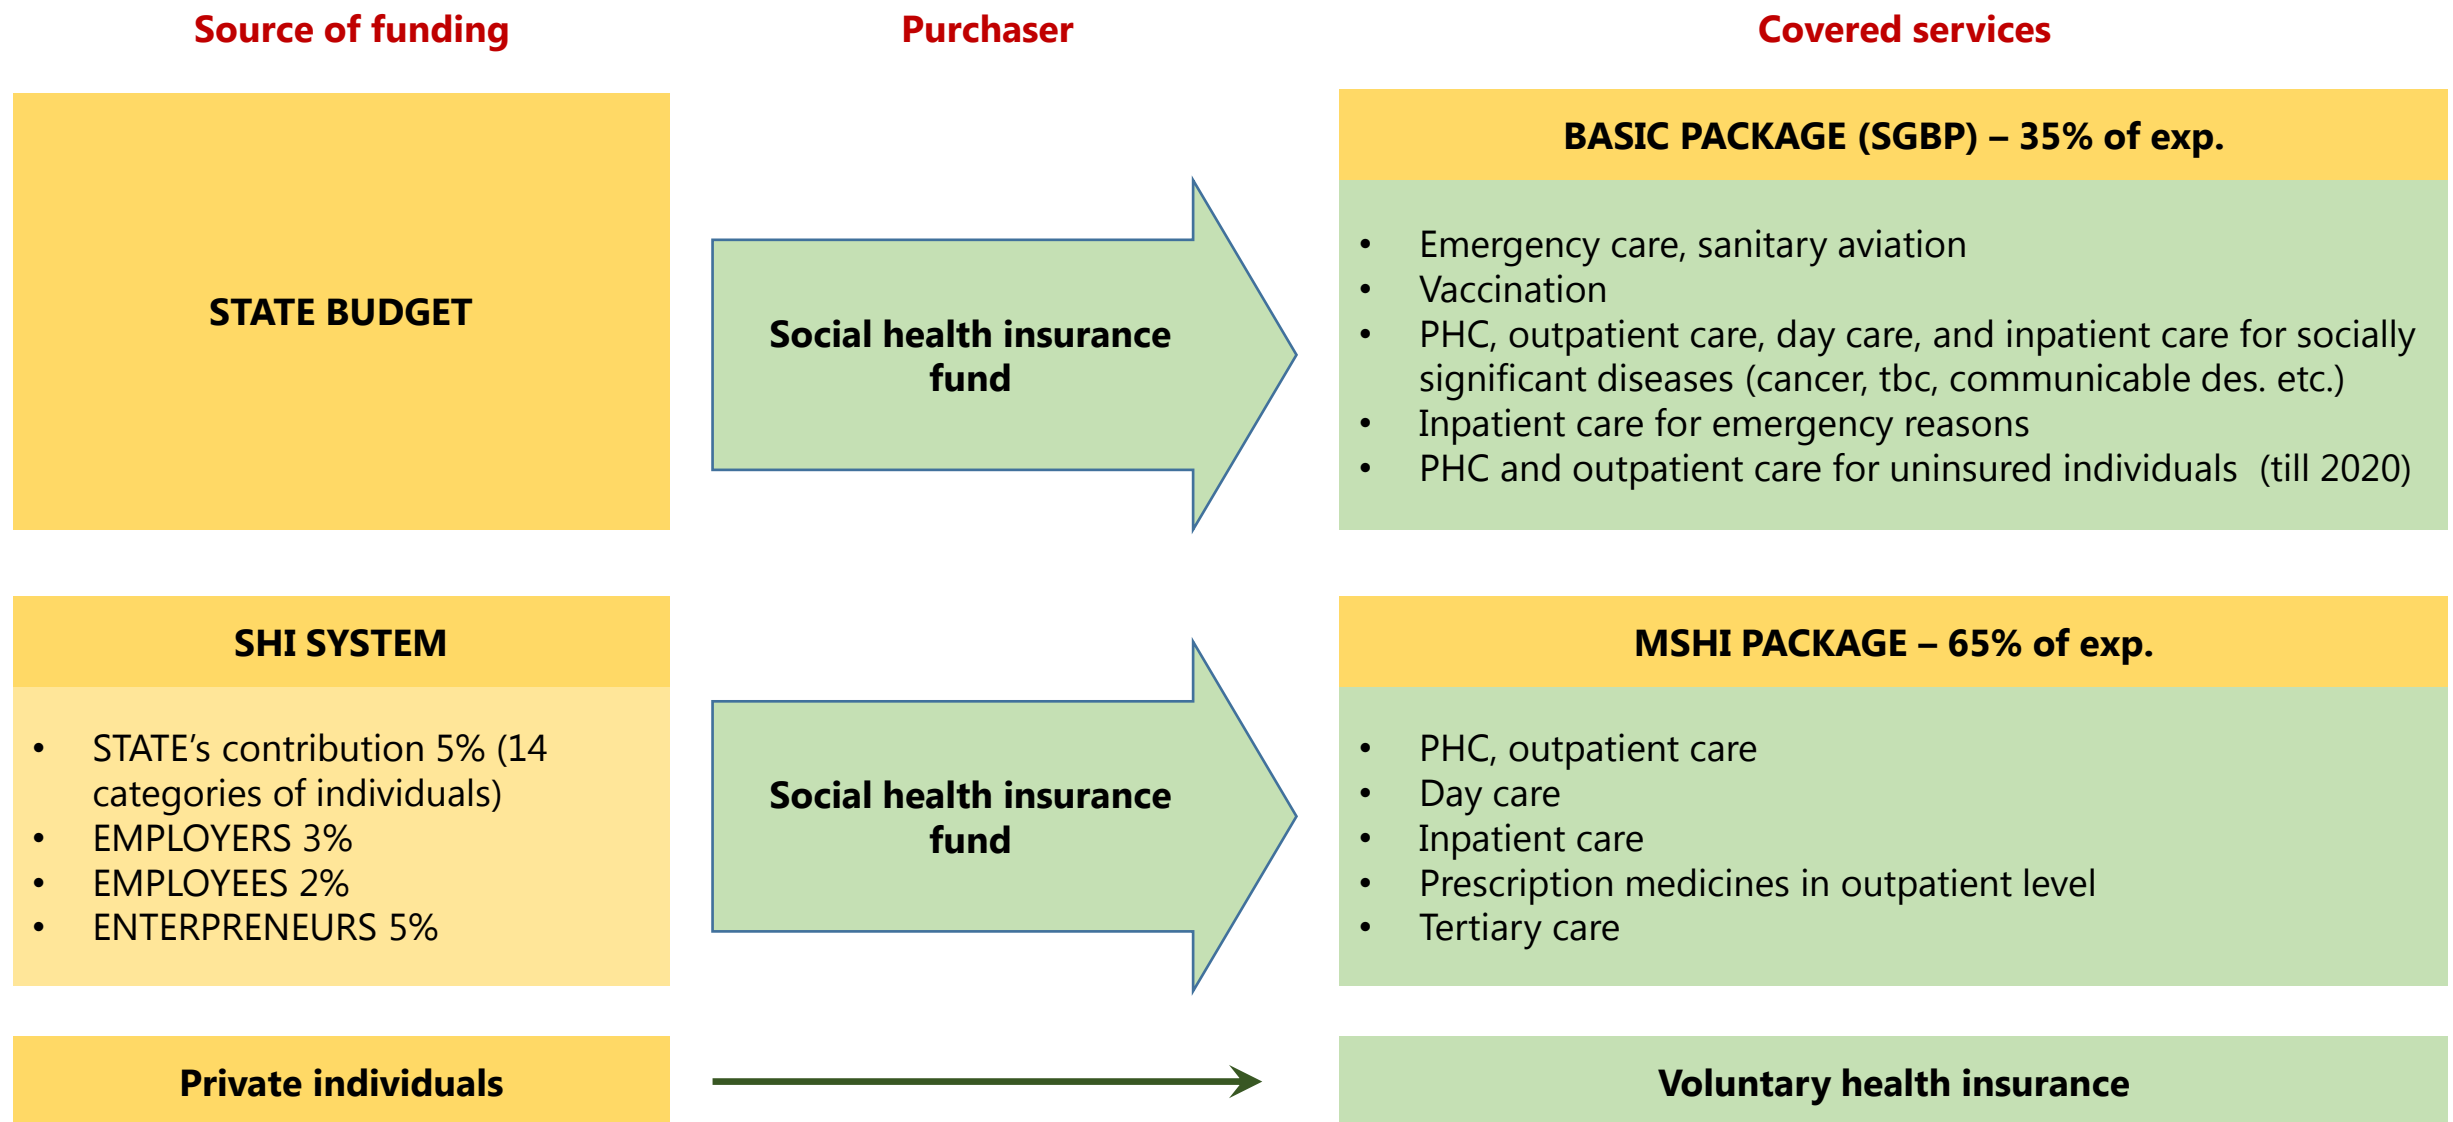 Source of funding
Purchaser
Covered services
STATE BUDGET
Social health insurance
fund
BASIC PACKAGE (SGBP) – 35% of exp.
• Emergency care, sanitary aviation
• Vaccination
• PHC, outpatient care, day care, and inpatient care for socially
significant diseases (cancer, tbc, communicable des. etc.)
• Inpatient care for emergency reasons
• PHC and outpatient care for uninsured individuals (till 2020)
SHI SYSTEM
• STATE’s contribution 5% (14
categories of individuals)
• EMPLOYERS 3%
• EMPLOYEES 2%
• ENTERPRENEURS 5%
Social health insurance
fund
MSHI PACKAGE – 65% of exp.
• PHC, outpatient care
• Day care
• Inpatient care
• Prescription medicines in outpatient level
• Tertiary care
Private individuals
Voluntary health insurance